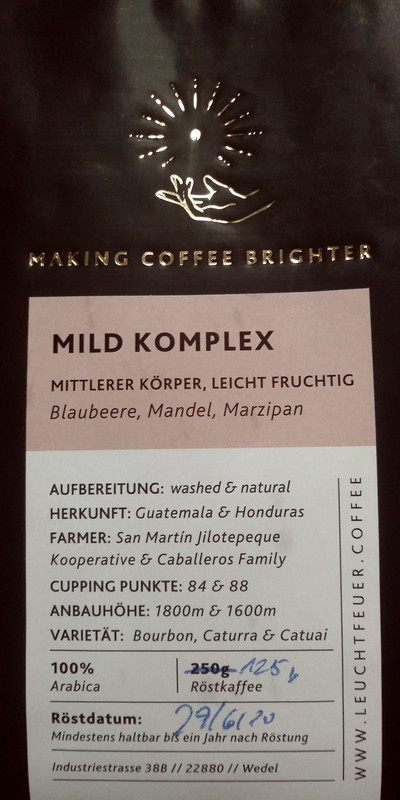 MAKING COFFEE BRIGHTER
MILD KOMPLEX
MITTLERER KÖRPER, LEICHT FRUCHTIG
Blaubeere, Mandel, Marzipan
AUFBEREITUNG: washed & natural
HERKUNFT: Guatemala & Honduras
FARMER: San Martín Jilotepeque
Kooperative & Caballeros Family
CUPPING PUNKTE: 84 & 88
ANBAUHÖHE: 1800m & 1600m
VARIETÄT: Bourbon, Caturra & Catuai
100% 250g 125g
Arabica Röstkaffee
Röstdatum: 29/6/20
Mindestens haltbar bis ein Jahr nach Röstung
Industriestrasse 38B // 22880 // Wedel
WWW.LEUCHTFEUER.COFFEE